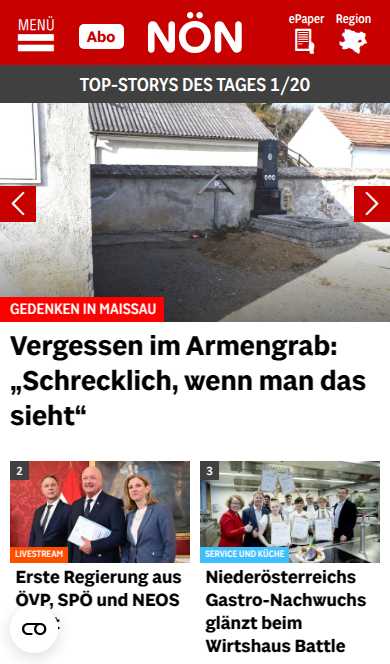 MENÜ
Abo
NÖN
ePaper
Region
TOP-STORYS DES TAGES 1/20
GEDENKEN IN MAISSAU
Vergessen im Armengrab:
„Schrecklich, wenn man das
sieht“
2
LIVESTREAM
Erste Regierung aus
ÖVP, SPÖ und NEOS
3
SERVICE UND KÜCHE
Niederösterreichs
Gastro-Nachwuchs
glänzt beim
Wirtshaus Battle